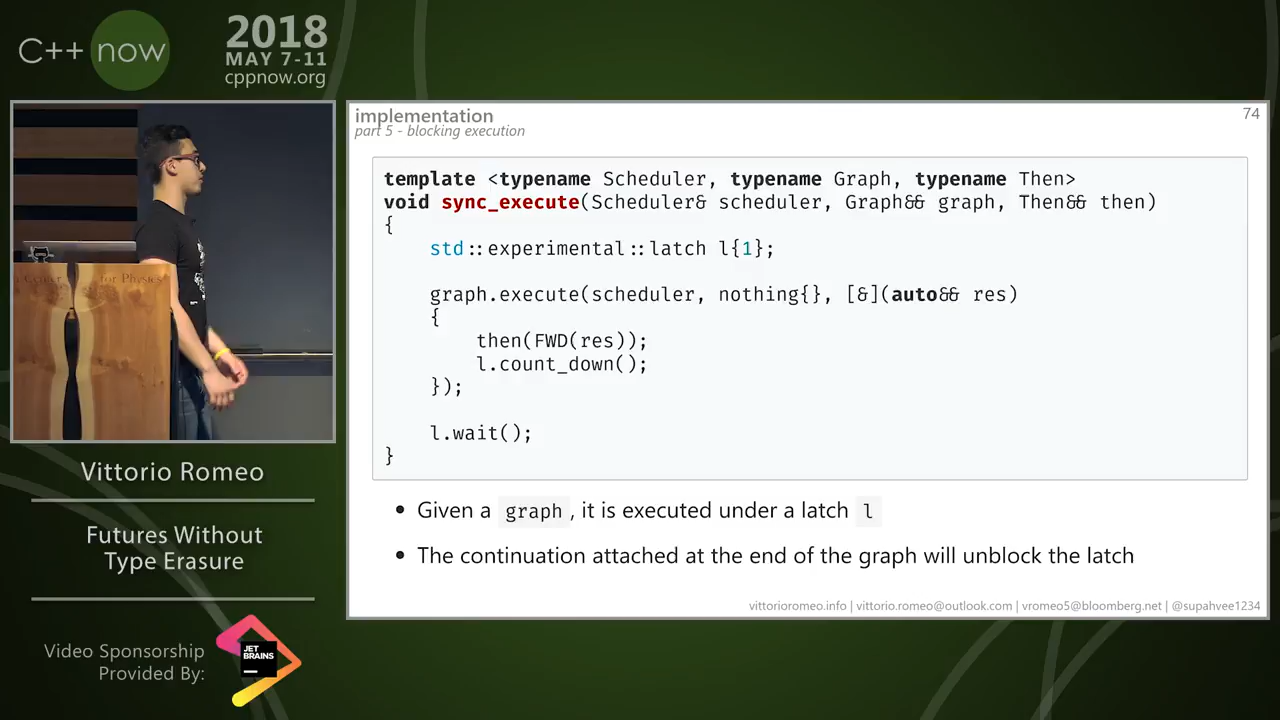 C++ now
2018
MAY 7-11
cppnow.org
for Physics
Vittorio Romeo
Futures Without
Type Erasure
Video Sponsorship
Provided By:
JET
BRAINS
implementation
74
part 5 - blocking execution
template <typename Scheduler, typename Graph, typename Then>
void sync_execute(Scheduler& scheduler, Graph&& graph, Then&& then)
{
    std::experimental::latch l{1};
    graph.execute(scheduler, nothing{}, [&](auto&& res)
    {
        then(FWD(res));
        l.count_down();
    });
    l.wait();
}
• Given a graph, it is executed under a latch l
• The continuation attached at the end of the graph will unblock the latch
vittorioromeo.info | vittorio.romeo@outlook.com | vromeo5@bloomberg.net | @supahvee1234